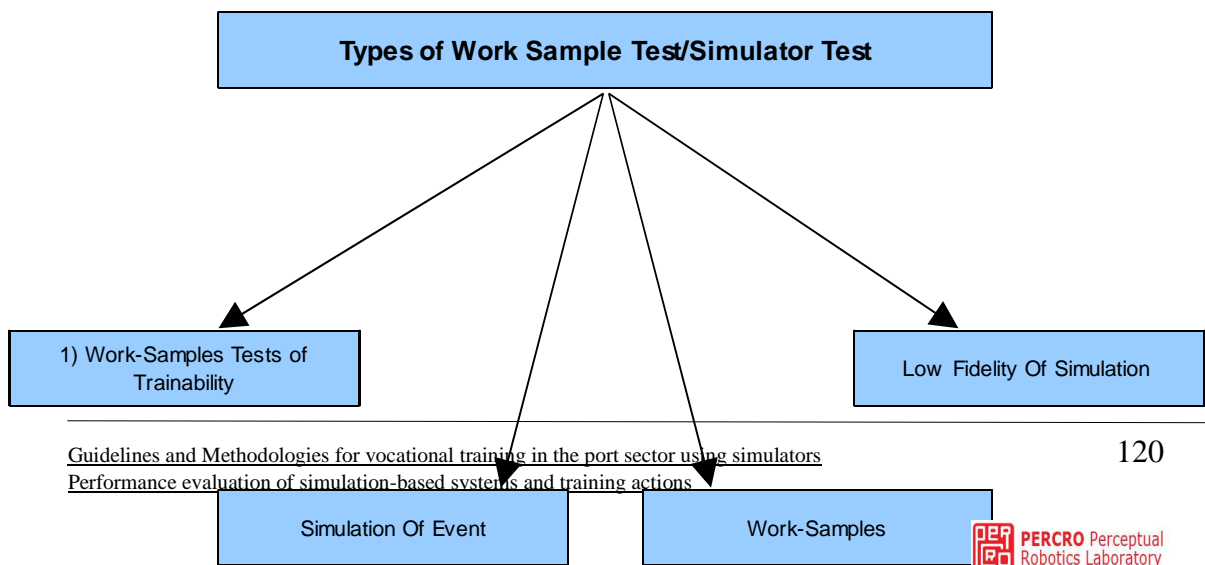 Types of Work Sample Test/Simulator Test
1) Work-Samples Tests of
Trainability
Low Fidelity Of Simulation
Guidelines and Methodologies for vocational training in the port sector using simulators
120
Performance evaluation of simulation-based systems and training actions
Simulation Of Event
Work-Samples
PERCRO Perceptual
Robotics Laboratory